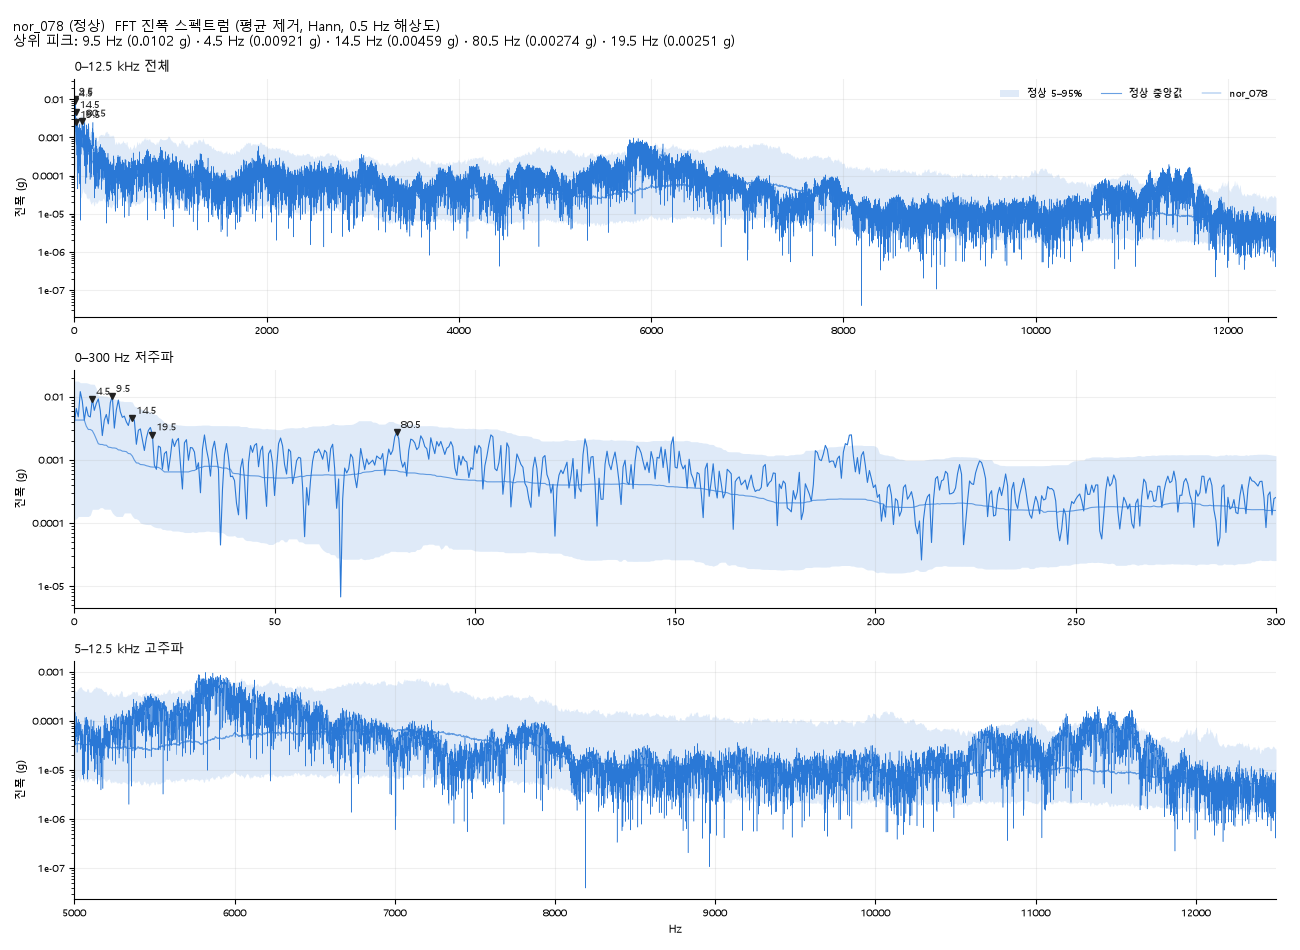 nor_078 (정상)  FFT 진폭 스펙트럼 (평균 제거, Hann, 0.5 Hz 해상도)
상위 피크: 9.5 Hz (0.0102 g) · 4.5 Hz (0.00921 g) · 14.5 Hz (0.00459 g) · 80.5 Hz (0.00274 g) · 19.5 Hz (0.00251 g)
0–12.5 kHz 전체
정상 5–95% 정상 중앙값 nor_078
14.5
진폭 (g)
0.01
0.001
0.0001
1e-05
1e-06
1e-07
0 2000 4000 6000 8000 10000 12000
0–300 Hz 저주파
4.5 9.5
14.5
19.5
80.5
진폭 (g)
0.01
0.001
0.0001
1e-05
0 50 100 150 200 250 300
5–12.5 kHz 고주파
진폭 (g)
0.001
0.0001
1e-05
1e-06
1e-07
5000 6000 7000 8000 9000 10000 11000 12000
Hz